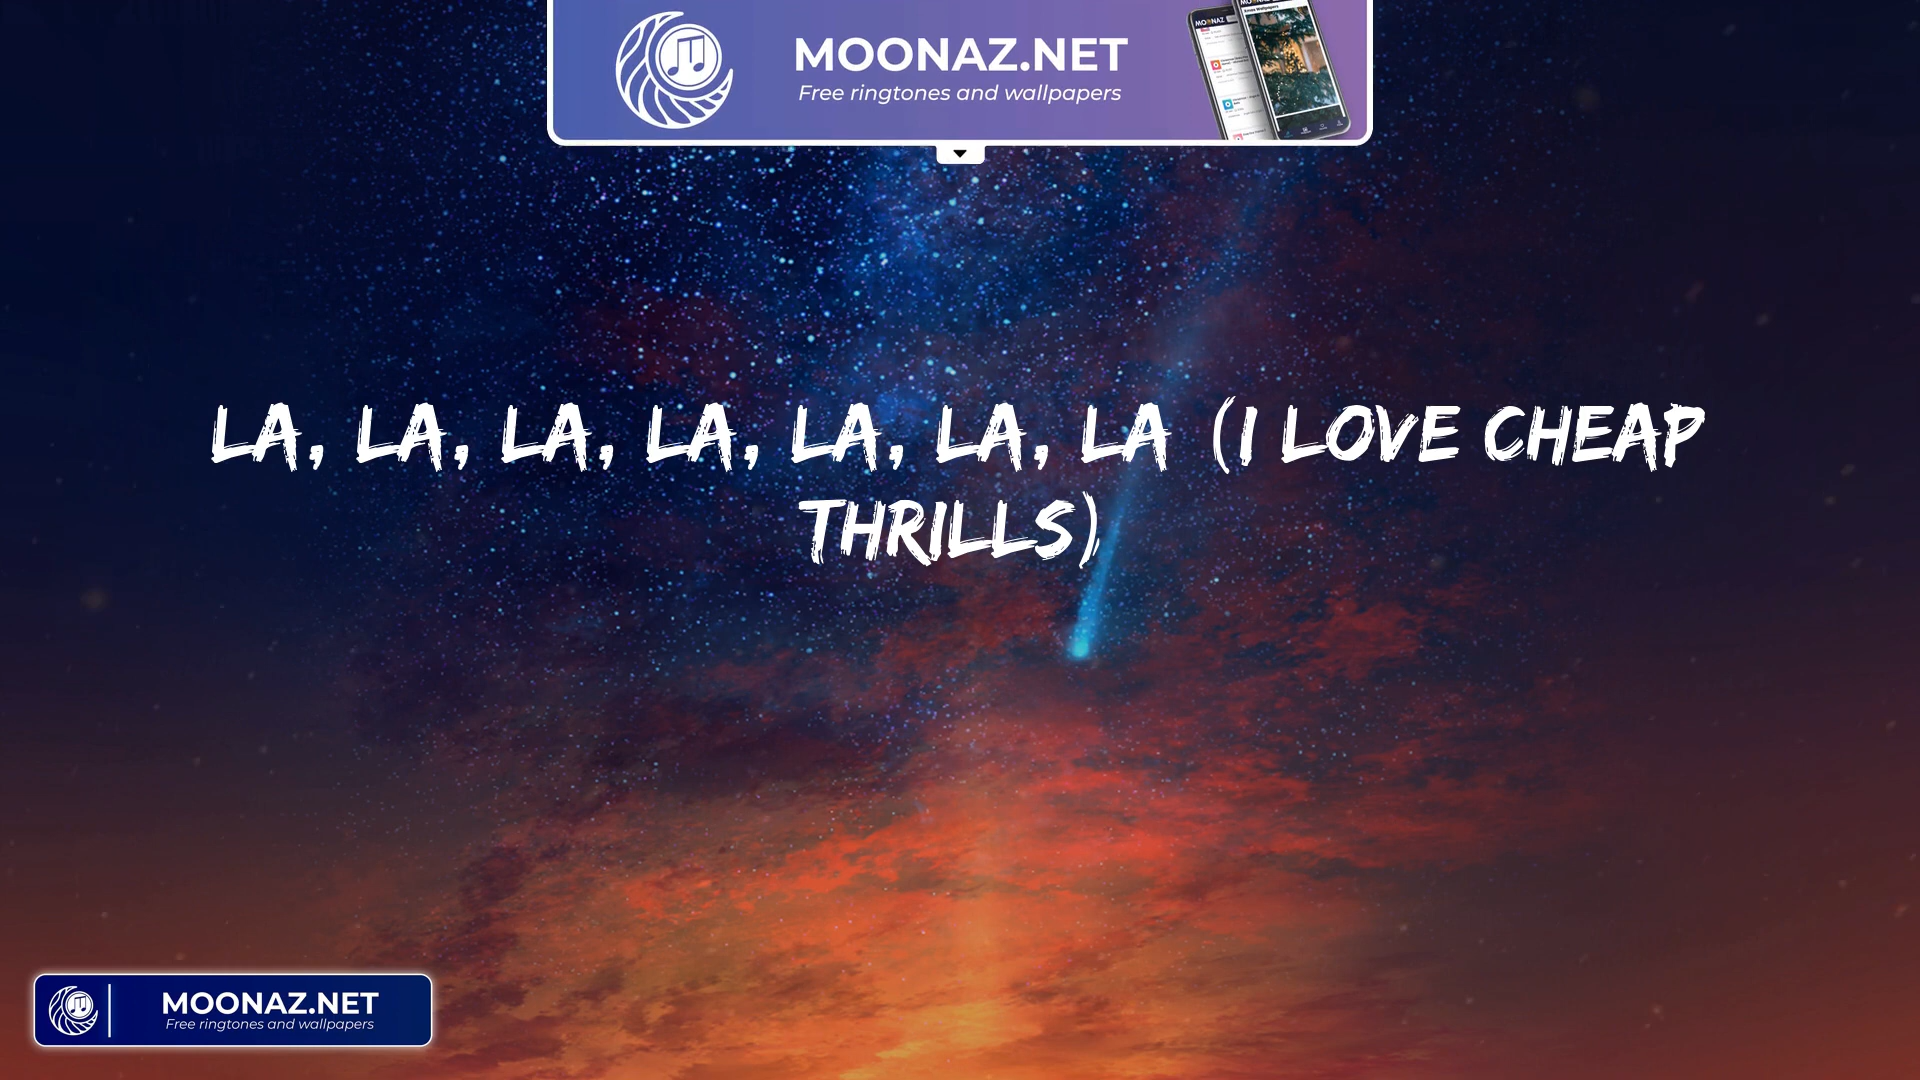 MOONAZ.NET
Free ringtones and wallpapers
LA, LA, LA, LA, LA, LA, LA (I LOVE CHEAP
THRILLS)
MOONAZ.NET
Free ringtones and wallpapers